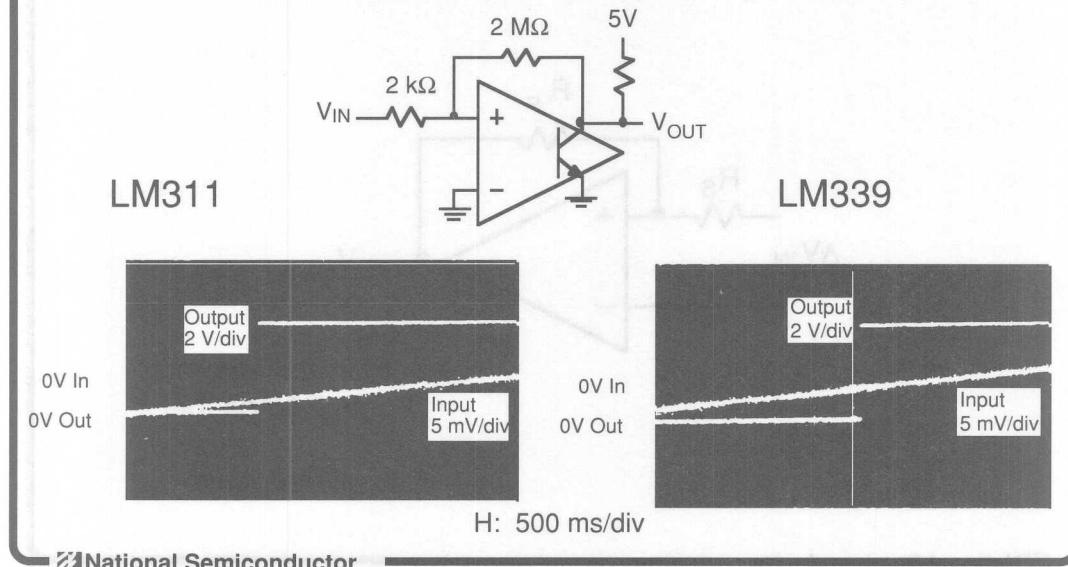 2 MΩ
5V
2 kΩ
VIN
+
VOUT
−
LM311
LM339
Output
2 V/div
Output
2 V/div
0V In
0V In
Input
5 mV/div
Input
5 mV/div
0V Out
0V Out
H: 500 ms/div
National Semiconductor